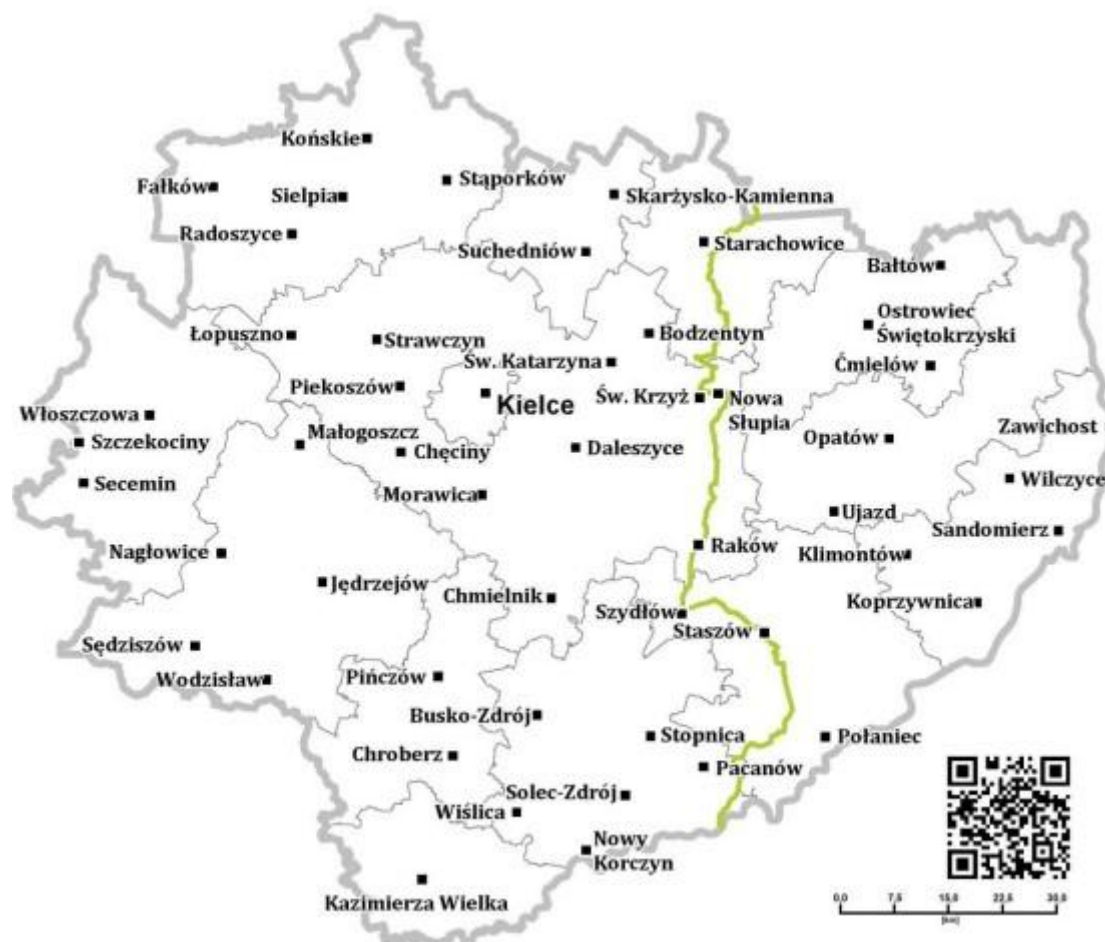 Końskie
Fałków
Sielpia
Stąporków
Skarżysko-Kamienna
Radoszyce
Suchedniów
Starachowice
Bałtów
Ostrowiec
Świętokrzyski
Łopuszno
Strawczyn
Bodzentyn
Św. Katarzyna
Ćmielów
Piekoszów
Kielce
Św. Krzyż
Nowa
Słupia
Włoszczowa
Szczekociny
Małogoszcz
Chęciny
Daleszyce
Opatów
Zawichost
Secemin
Morawica
Wilczyce
Ujazd
Sandomierz
Nagłowice
Raków
Klimontów
Jędrzejów
Chmielnik
Szydłów
Koprzywnica
Staszów
Sędziszów
Wodzisław
Pińczów
Busko-Zdrój
Stopnica
Połaniec
Chroberz
Pacanów
Solec-Zdrój
Wiślica
Nowy
Korczyn
Kazimierza Wielka
0,0 7,5 15,0 22,5 30,0
[km]